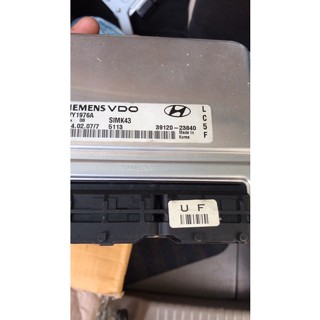 SIEMENS VDO
SIMK43
5113
39120-23840
Made in
Korea
L
C
5
F
U F